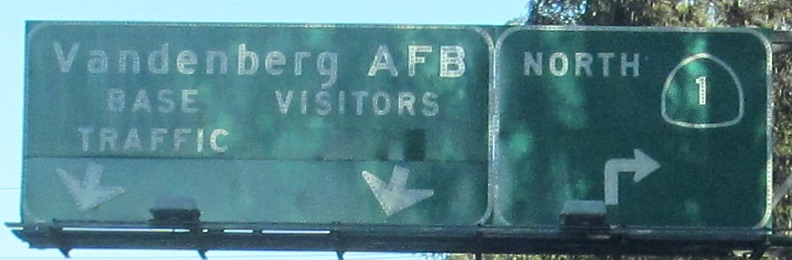 Vandenberg AFB
BASE VISITORS
TRAFFIC
NORTH 1